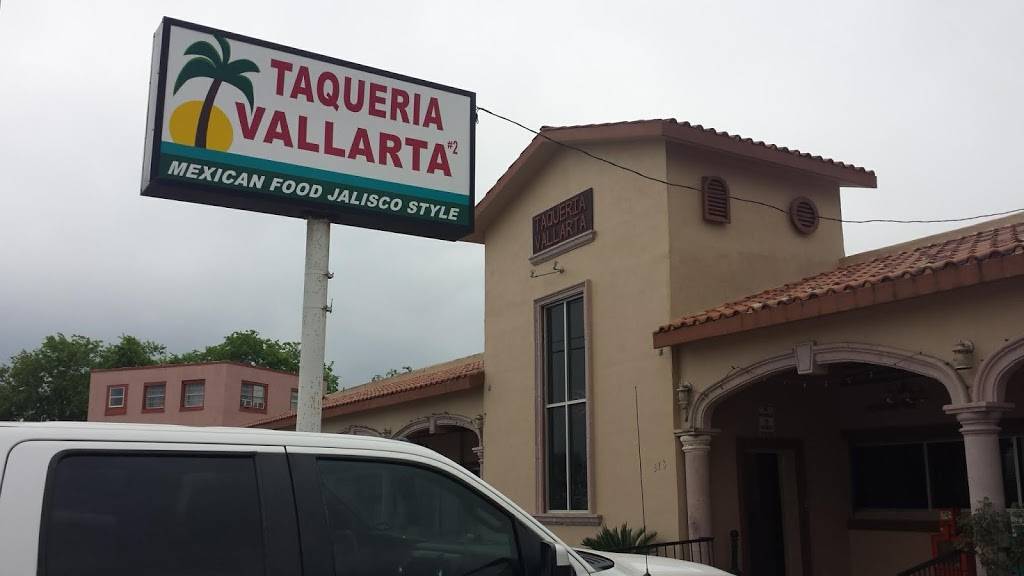 TAQUERIA
VALLARTA #2
MEXICAN FOOD JALISCO STYLE
TAQUERIA
VALLARTA